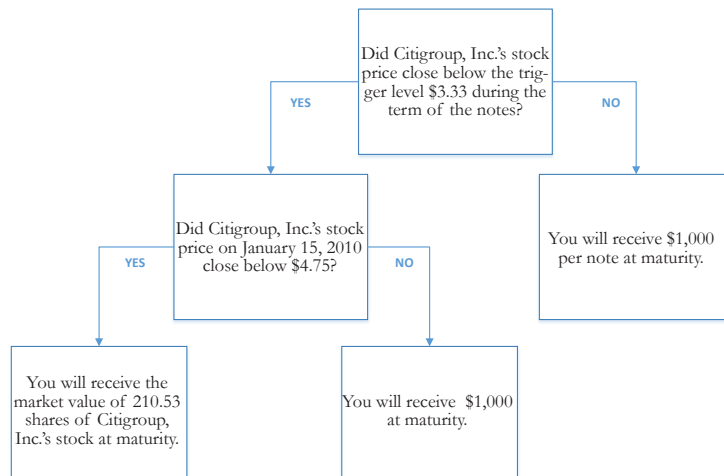 Did Citigroup, Inc.'s stock
price close below the trig-
ger level $3.33 during the
term of the notes?
YES
NO
Did Citigroup, Inc.'s stock
price on January 15, 2010
close below $4.75?
You will receive $1,000
per note at maturity.
YES
NO
You will receive the
market value of 210.53
shares of Citigroup,
Inc.'s stock at maturity.
You will receive $1,000
at maturity.